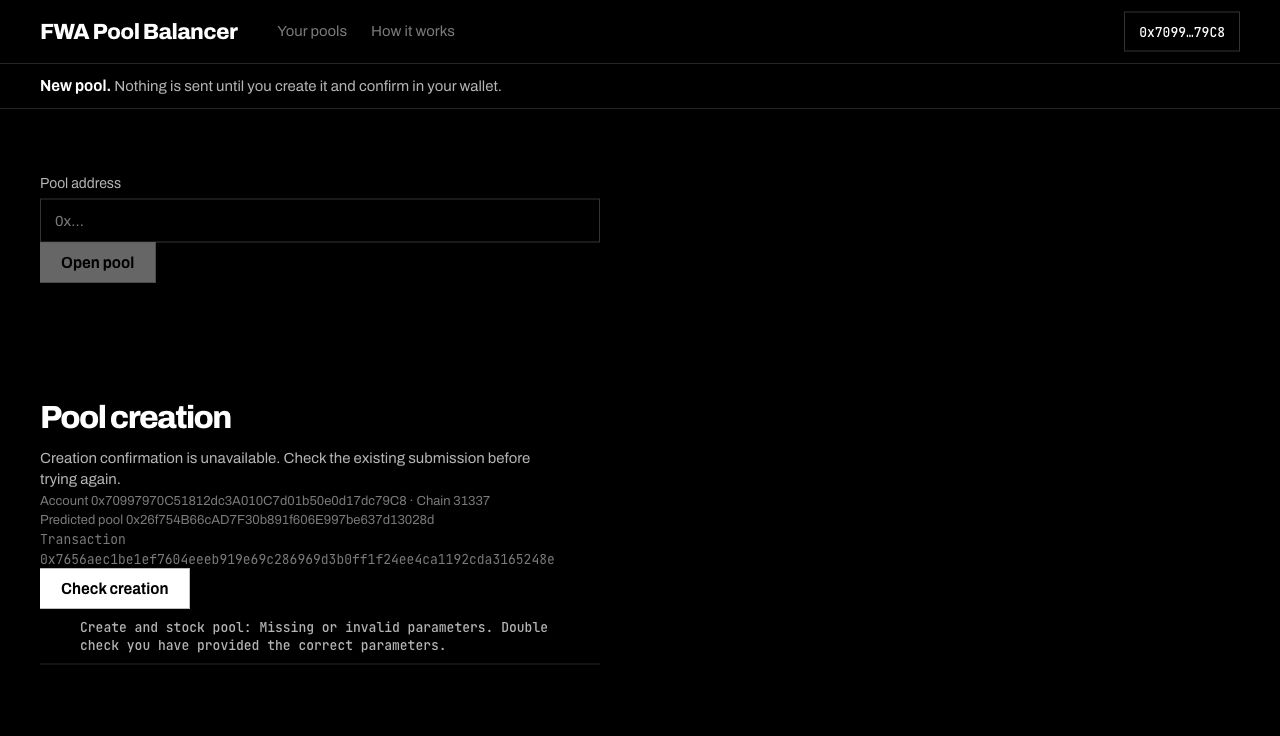 FWA Pool Balancer
Your pools
How it works
0x7099…79C8
New pool. Nothing is sent until you create it and confirm in your wallet.
Pool address
0x...
Open pool
Pool creation
Creation confirmation is unavailable. Check the existing submission before
trying again.
Account 0x70997970C51812dc3A010C7d01b50e0d17dc79C8 · Chain 31337
Predicted pool 0x26f754B66cAD7F30b891f606E997be637d13028d
Transaction
0x7656aec1be1ef7604eeeb919e69c286969d3b0ff1f24ee4ca1192cda3165248e
Check creation
Create and stock pool: Missing or invalid parameters. Double
check you have provided the correct parameters.